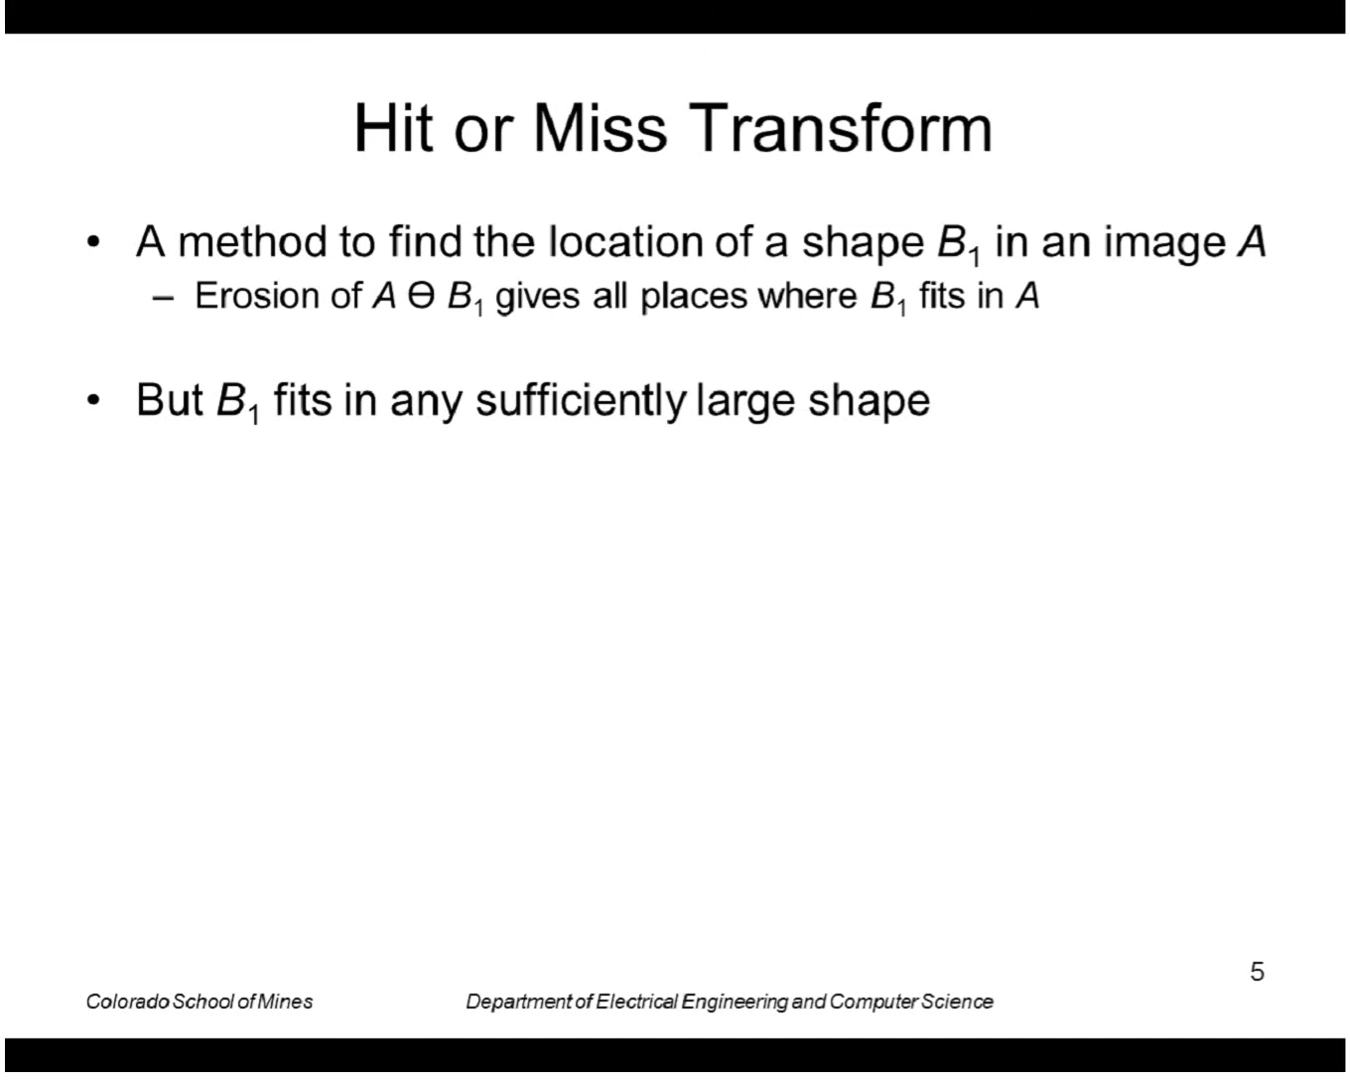 Hit or Miss Transform
• A method to find the location of a shape B₁ in an image A
– Erosion of A ⊖ B₁ gives all places where B₁ fits in A
• But B₁ fits in any sufficiently large shape
5
Colorado School of Mines
Department of Electrical Engineering and Computer Science